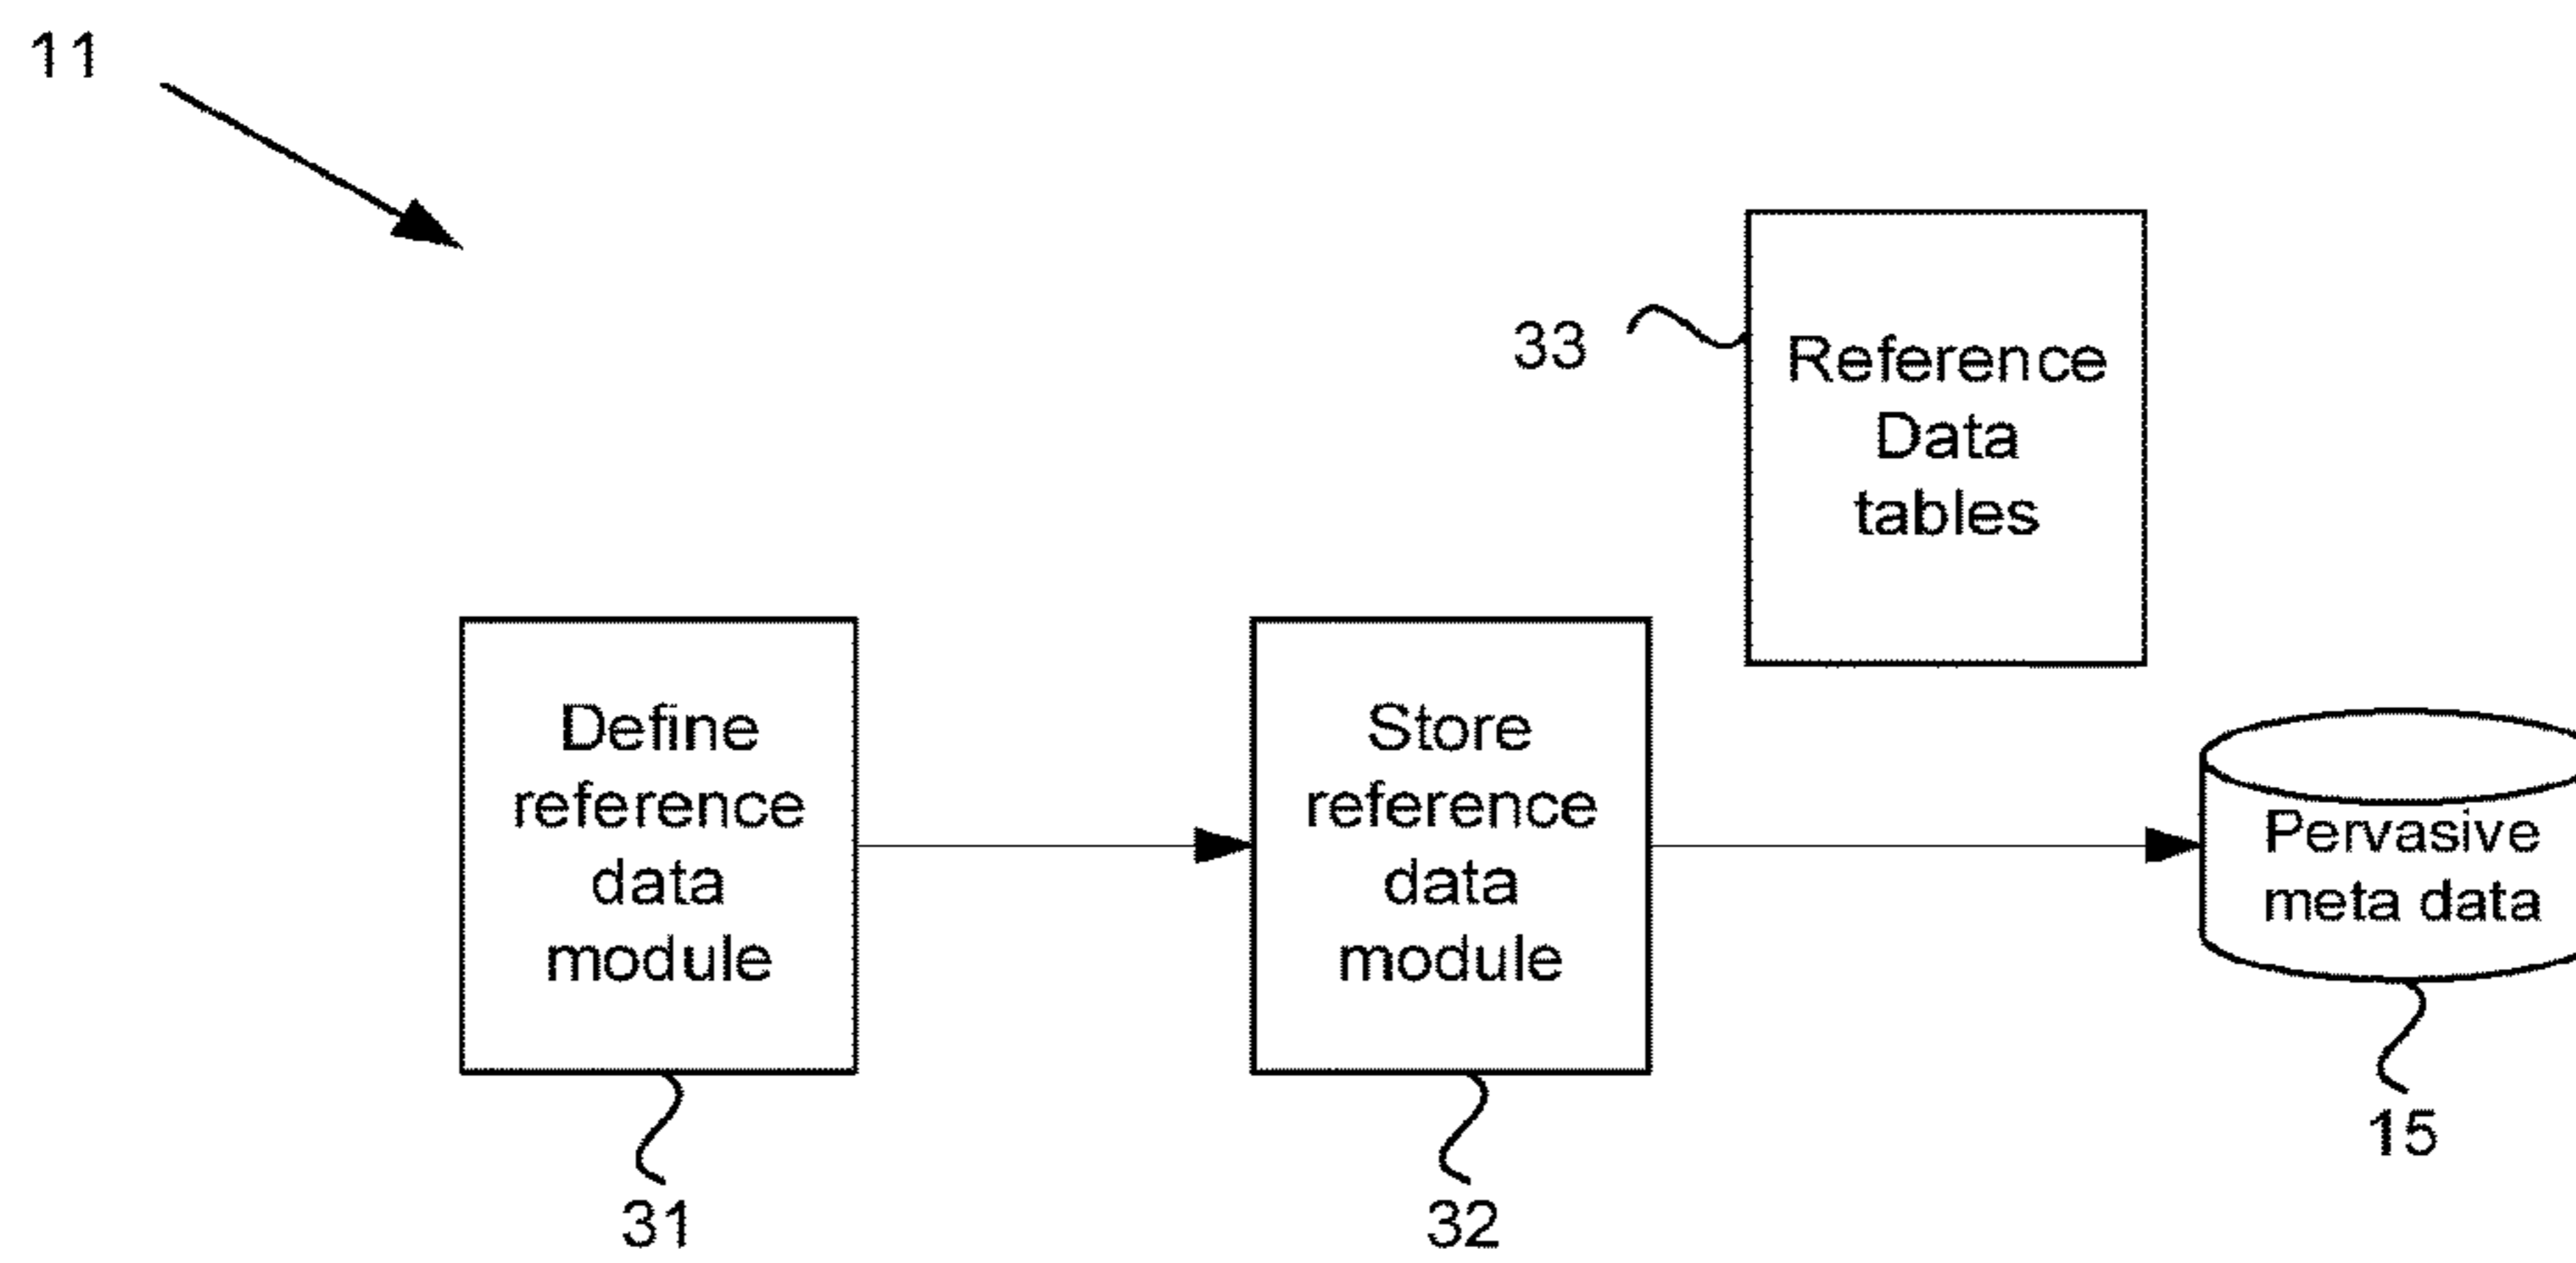 11
33
Reference
Data
tables
Define
reference
data
module
Store
reference
data
module
Pervasive
meta data
15
31
32